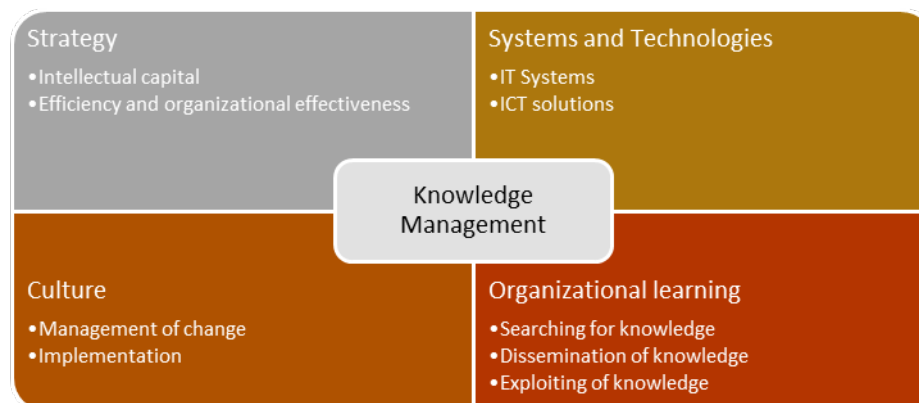 Strategy
•Intellectual capital
•Efficiency and organizational effectiveness
Systems and Technologies
•IT Systems
•ICT solutions
Knowledge
Management
Culture
•Management of change
•Implementation
Organizational learning
•Searching for knowledge
•Dissemination of knowledge
•Exploiting of knowledge